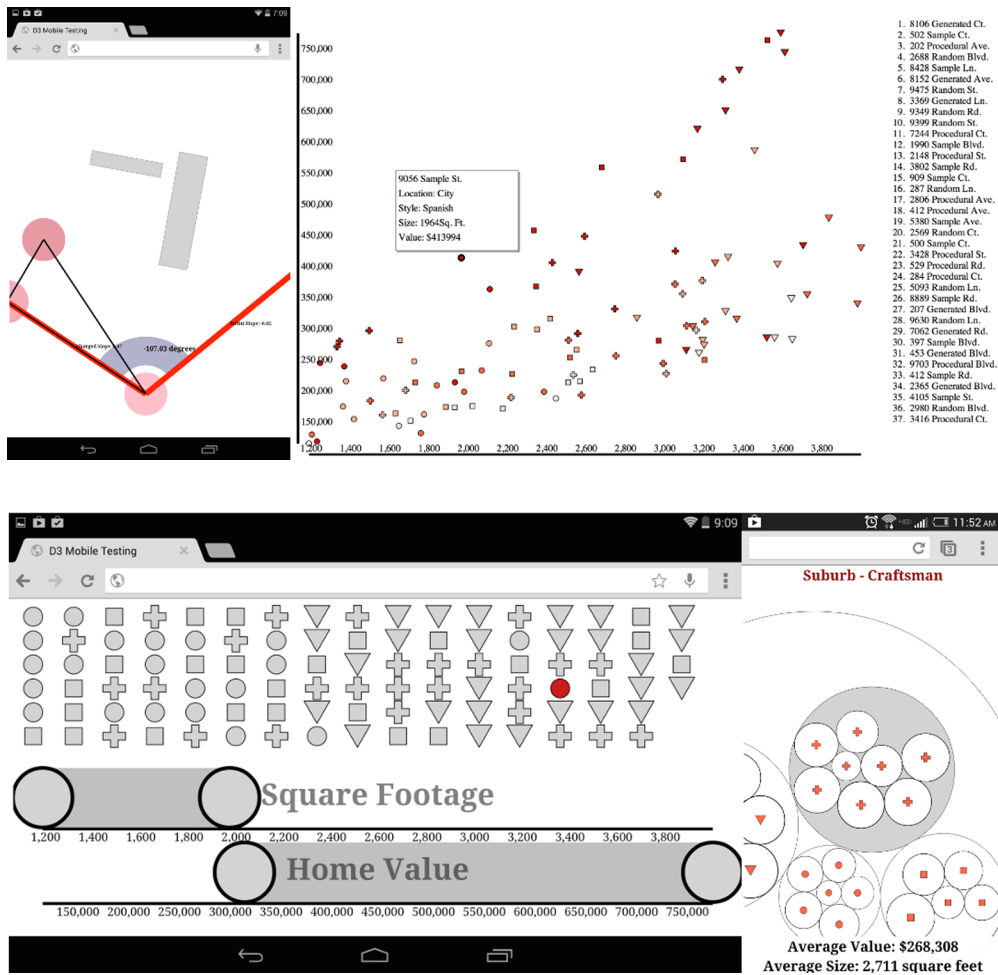 7:09
D3 Mobile Testing
-107.03 degrees
750,000
700,000
650,000
600,000
550,000
500,000
450,000
400,000
350,000
300,000
250,000
200,000
150,000
1,200 1,400 1,600 1,800 2,000 2,200 2,400 2,600 2,800 3,000 3,200 3,400 3,600 3,800
9056 Sample St.
Location: City
Style: Spanish
Size: 1964Sq. Ft.
Value: $413994
1. 8106 Generated Ct.
2. 502 Sample Ct.
3. 202 Procedural Ave.
4. 2688 Random Blvd.
5. 8428 Sample Ln.
6. 8152 Generated Ave.
7. 9475 Random St.
8. 3369 Generated Ln.
9. 9349 Random Rd.
10. 9399 Random St.
11. 7244 Procedural Ct.
12. 1990 Sample Blvd.
13. 2148 Procedural St.
14. 3802 Sample Rd.
15. 909 Sample Ct.
16. 287 Random Ln.
17. 2806 Procedural Ave.
18. 412 Procedural Ave.
19. 5380 Sample Ave.
20. 2569 Random Ct.
21. 500 Sample Ct.
22. 3428 Procedural St.
23. 529 Procedural Rd.
24. 284 Procedural Ct.
25. 5093 Random Ln.
26. 8889 Sample Rd.
27. 207 Generated Blvd.
28. 9630 Random Ln.
29. 7062 Generated Rd.
30. 397 Sample Blvd.
31. 453 Generated Blvd.
32. 9703 Procedural Blvd.
33. 412 Sample Rd.
34. 2365 Generated Blvd.
35. 4105 Sample St.
36. 2980 Random Blvd.
37. 3416 Procedural Ct.
9:09
D3 Mobile Testing
Square Footage
1,200 1,400 1,600 1,800 2,000 2,200 2,400 2,600 2,800 3,000 3,200 3,400 3,600 3,800
Home Value
150,000 200,000 250,000 300,000 350,000 400,000 450,000 500,000 550,000 600,000 650,000 700,000 750,000
11:52 AM
3
Suburb - Craftsman
Average Value: $268,308
Average Size: 2,711 square feet